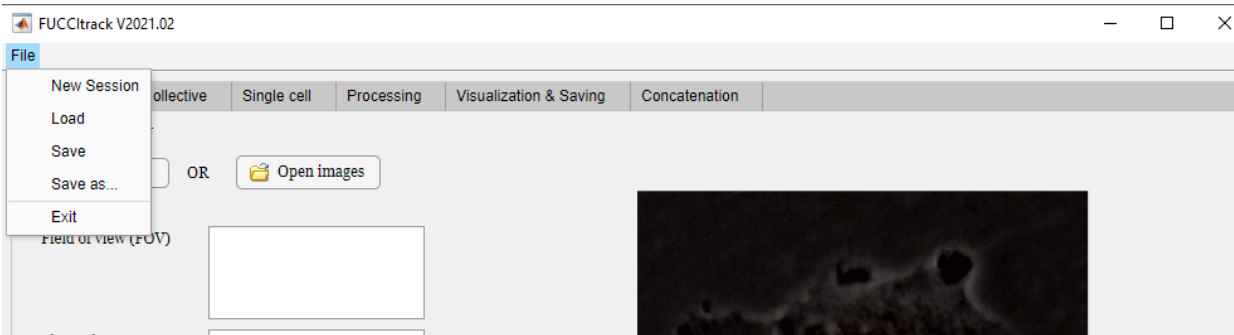 FUCCItrack V2021.02
File
New Session
Load
Save
Save as...
Exit
ollective Single cell Processing Visualization & Saving Concatenation
OR Open images
Field of view (FOV)